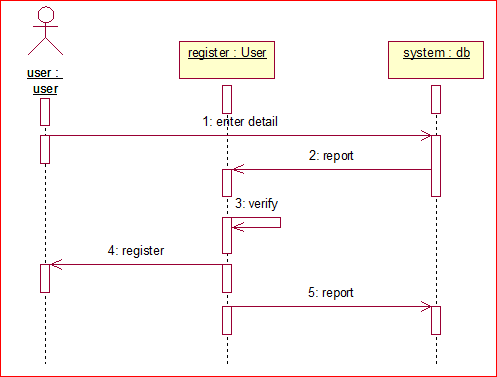 user :
user
register : User
system : db
1: enter detail
2: report
3: verify
4: register
5: report